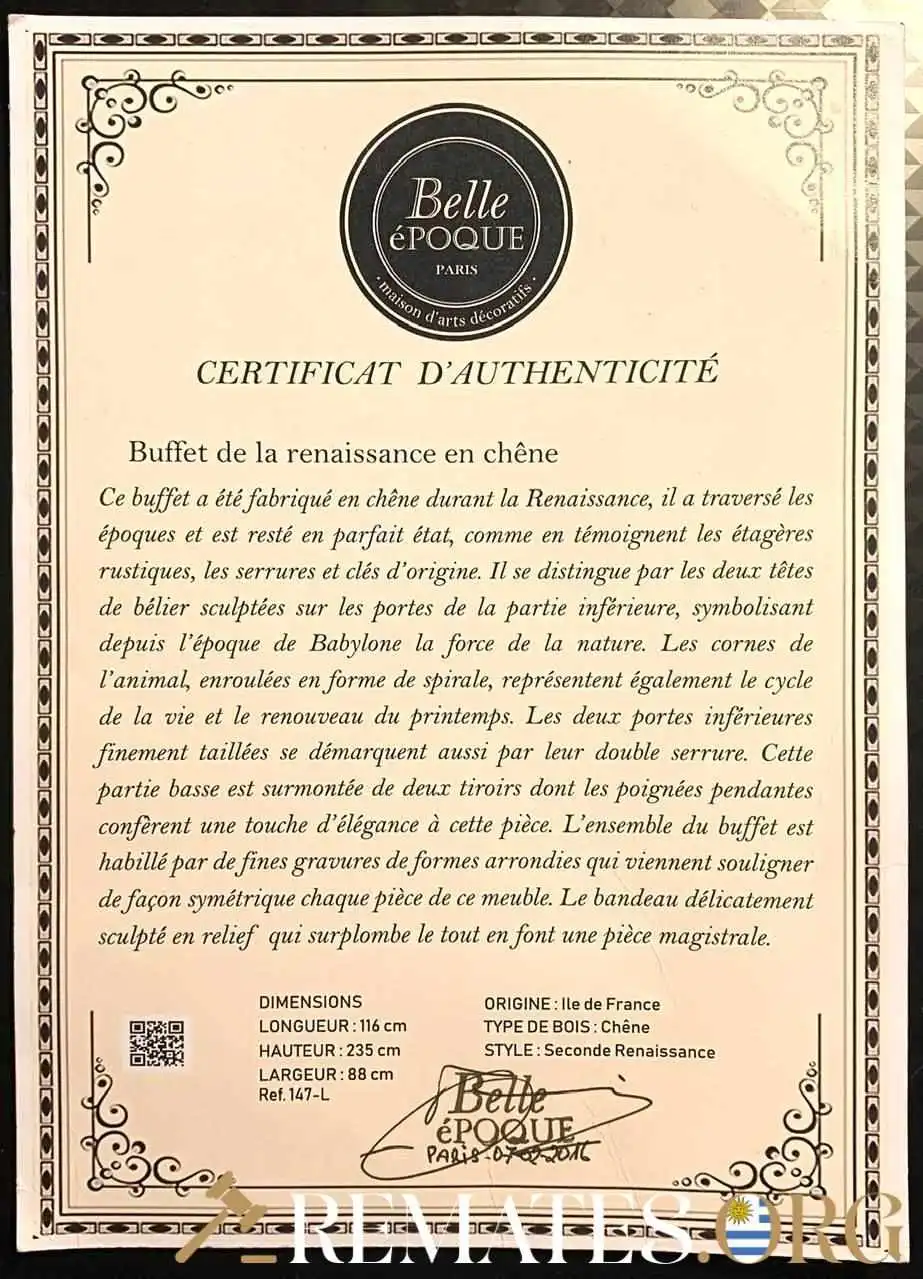 Belle
éPOQUE
PARIS
· maison d'arts décoratifs ·
CERTIFICAT D'AUTHENTICITÉ
Buffet de la renaissance en chêne
Ce buffet a été fabriqué en chêne durant la Renaissance, il a traversé les
époques et est resté en parfait état, comme en témoignent les étagères
rustiques, les serrures et clés d'origine. Il se distingue par les deux têtes
de bélier sculptées sur les portes de la partie inférieure, symbolisant
depuis l'époque de Babylone la force de la nature. Les cornes de
l'animal, enroulées en forme de spirale, représentent également le cycle
de la vie et le renouveau du printemps. Les deux portes inférieures
finement taillées se démarquent aussi par leur double serrure. Cette
partie basse est surmontée de deux tiroirs dont les poignées pendantes
confèrent une touche d'élégance à cette pièce. L'ensemble du buffet est
habillé par de fines gravures de formes arrondies qui viennent souligner
de façon symétrique chaque pièce de ce meuble. Le bandeau délicatement
sculpté en relief qui surplombe le tout en font une pièce magistrale.
DIMENSIONS
LONGUEUR : 116 cm
HAUTEUR : 235 cm
LARGEUR : 88 cm
Ref. 147-L
ORIGINE : Ile de France
TYPE DE BOIS : Chêne
STYLE : Seconde Renaissance
Belle
éPOQUE
PARIS. 07-02-2016
REMATES.ORG